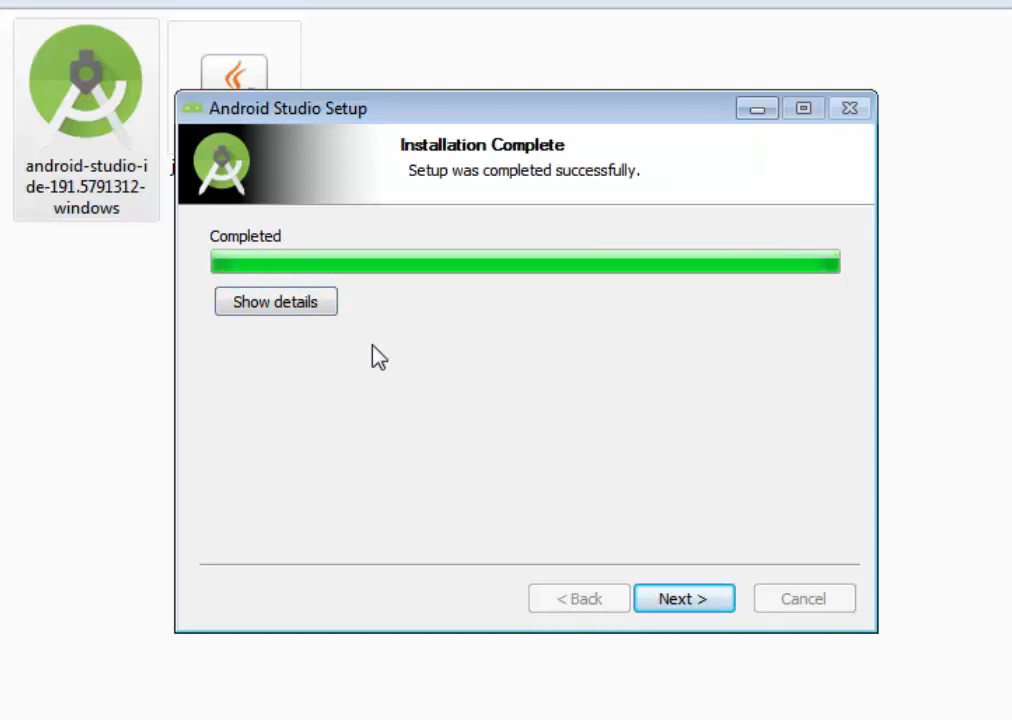 android-studio-i
de-191.5791312-
windows
j
Android Studio Setup
Installation Complete
Setup was completed successfully.
Completed
Show details
< Back
Next >
Cancel